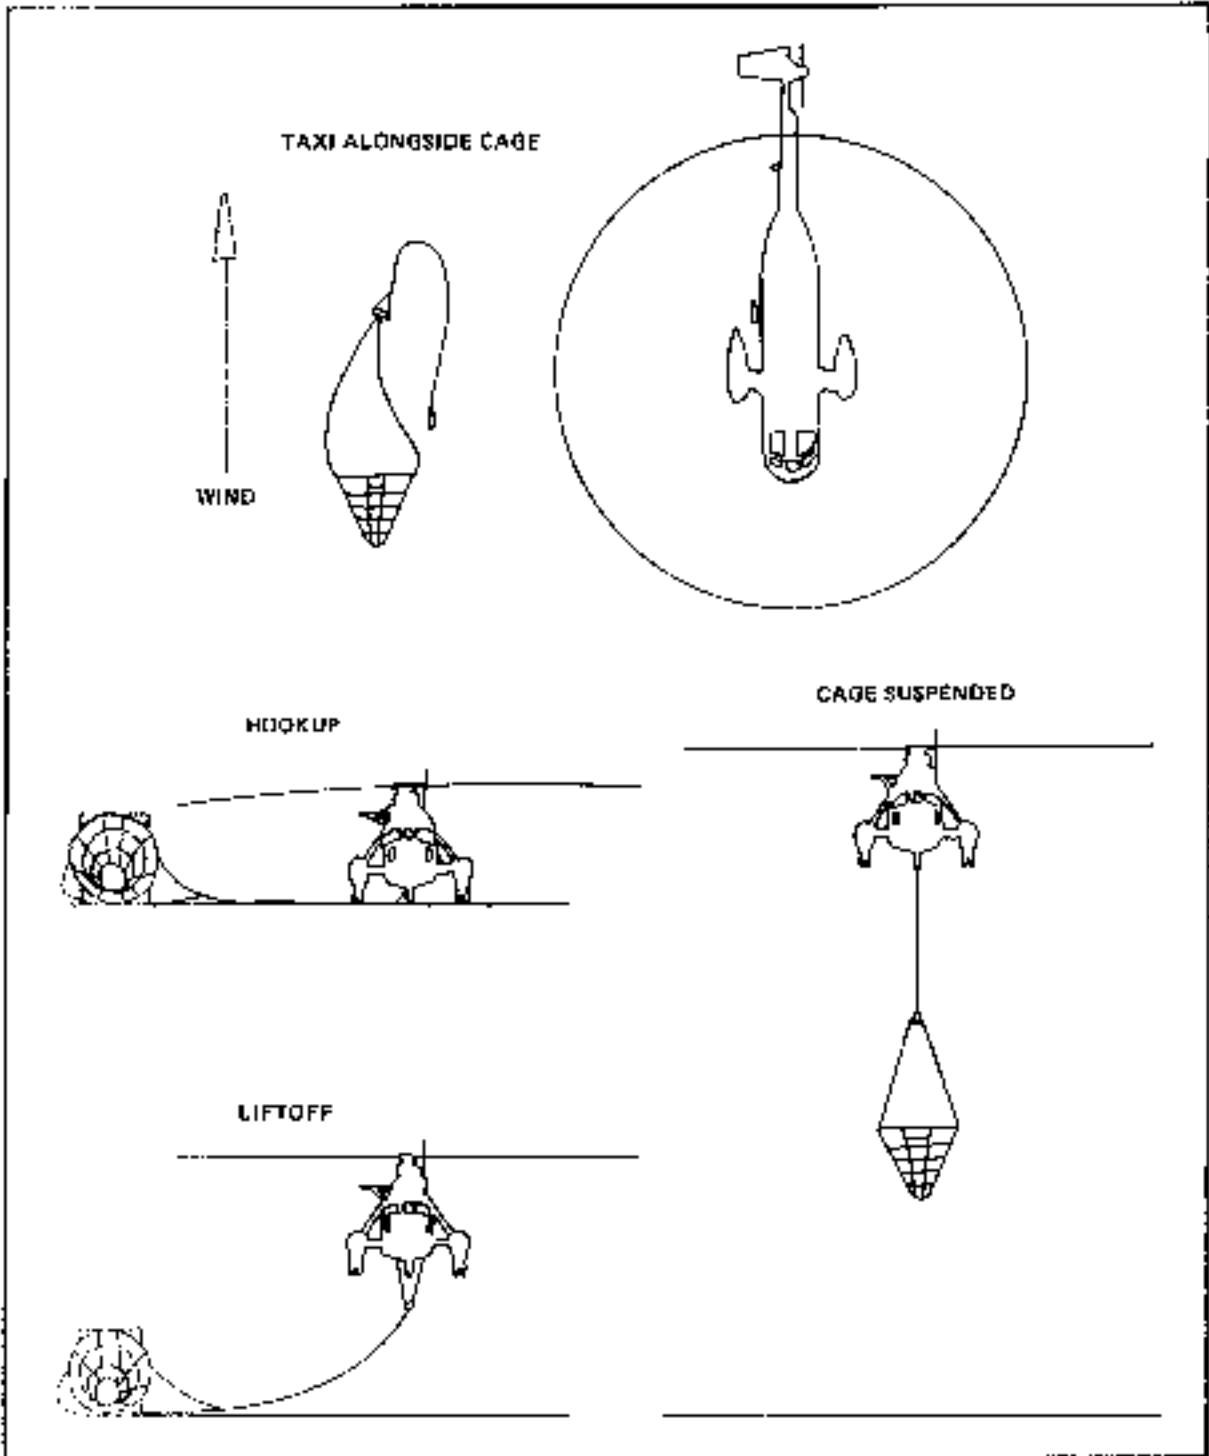 TAXI ALONGSIDE CAGE
WIND
HOOKUP
CAGE SUSPENDED
LIFTOFF